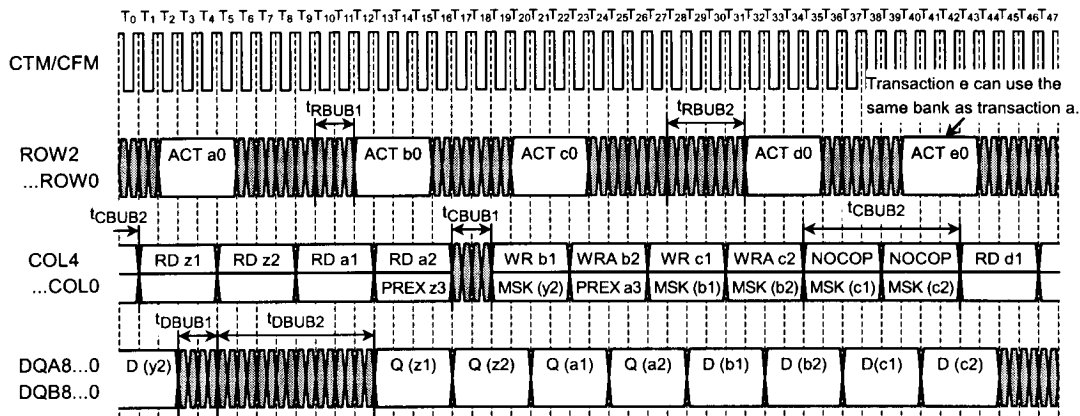 T0 T1 T2 T3 T4 T5 T6 T7 T8 T9 T10 T11 T12 T13 T14 T15 T16 T17 T18 T19 T20 T21 T22 T23 T24 T25 T26 T27 T28 T29 T30 T31 T32 T33 T34 T35 T36 T37 T38 T39 T40 T41 T42 T43 T44 T45 T46 T47
CTM/CFM
Transaction e can use the
same bank as transaction a.
tRBUB1 tRBUB2
ROW2
...ROW0
ACT a0 ACT b0 ACT c0 ACT d0 ACT e0
tCBUB2 tCBUB1 tCBUB2
COL4 RD z1 RD z2 RD a1 RD a2 WR b1 WRA b2 WR c1 WRA c2 NOCOP NOCOP RD d1
...COL0 PREX z3 MSK (y2) PREX a3 MSK (b1) MSK (b2) MSK (c1) MSK (c2)
tDBUB1 tDBUB2
DQA8...0 D (y2) Q (z1) Q (z2) Q (a1) Q (a2) D (b1) D (b2) D(c1) D (c2)
DQB8...0